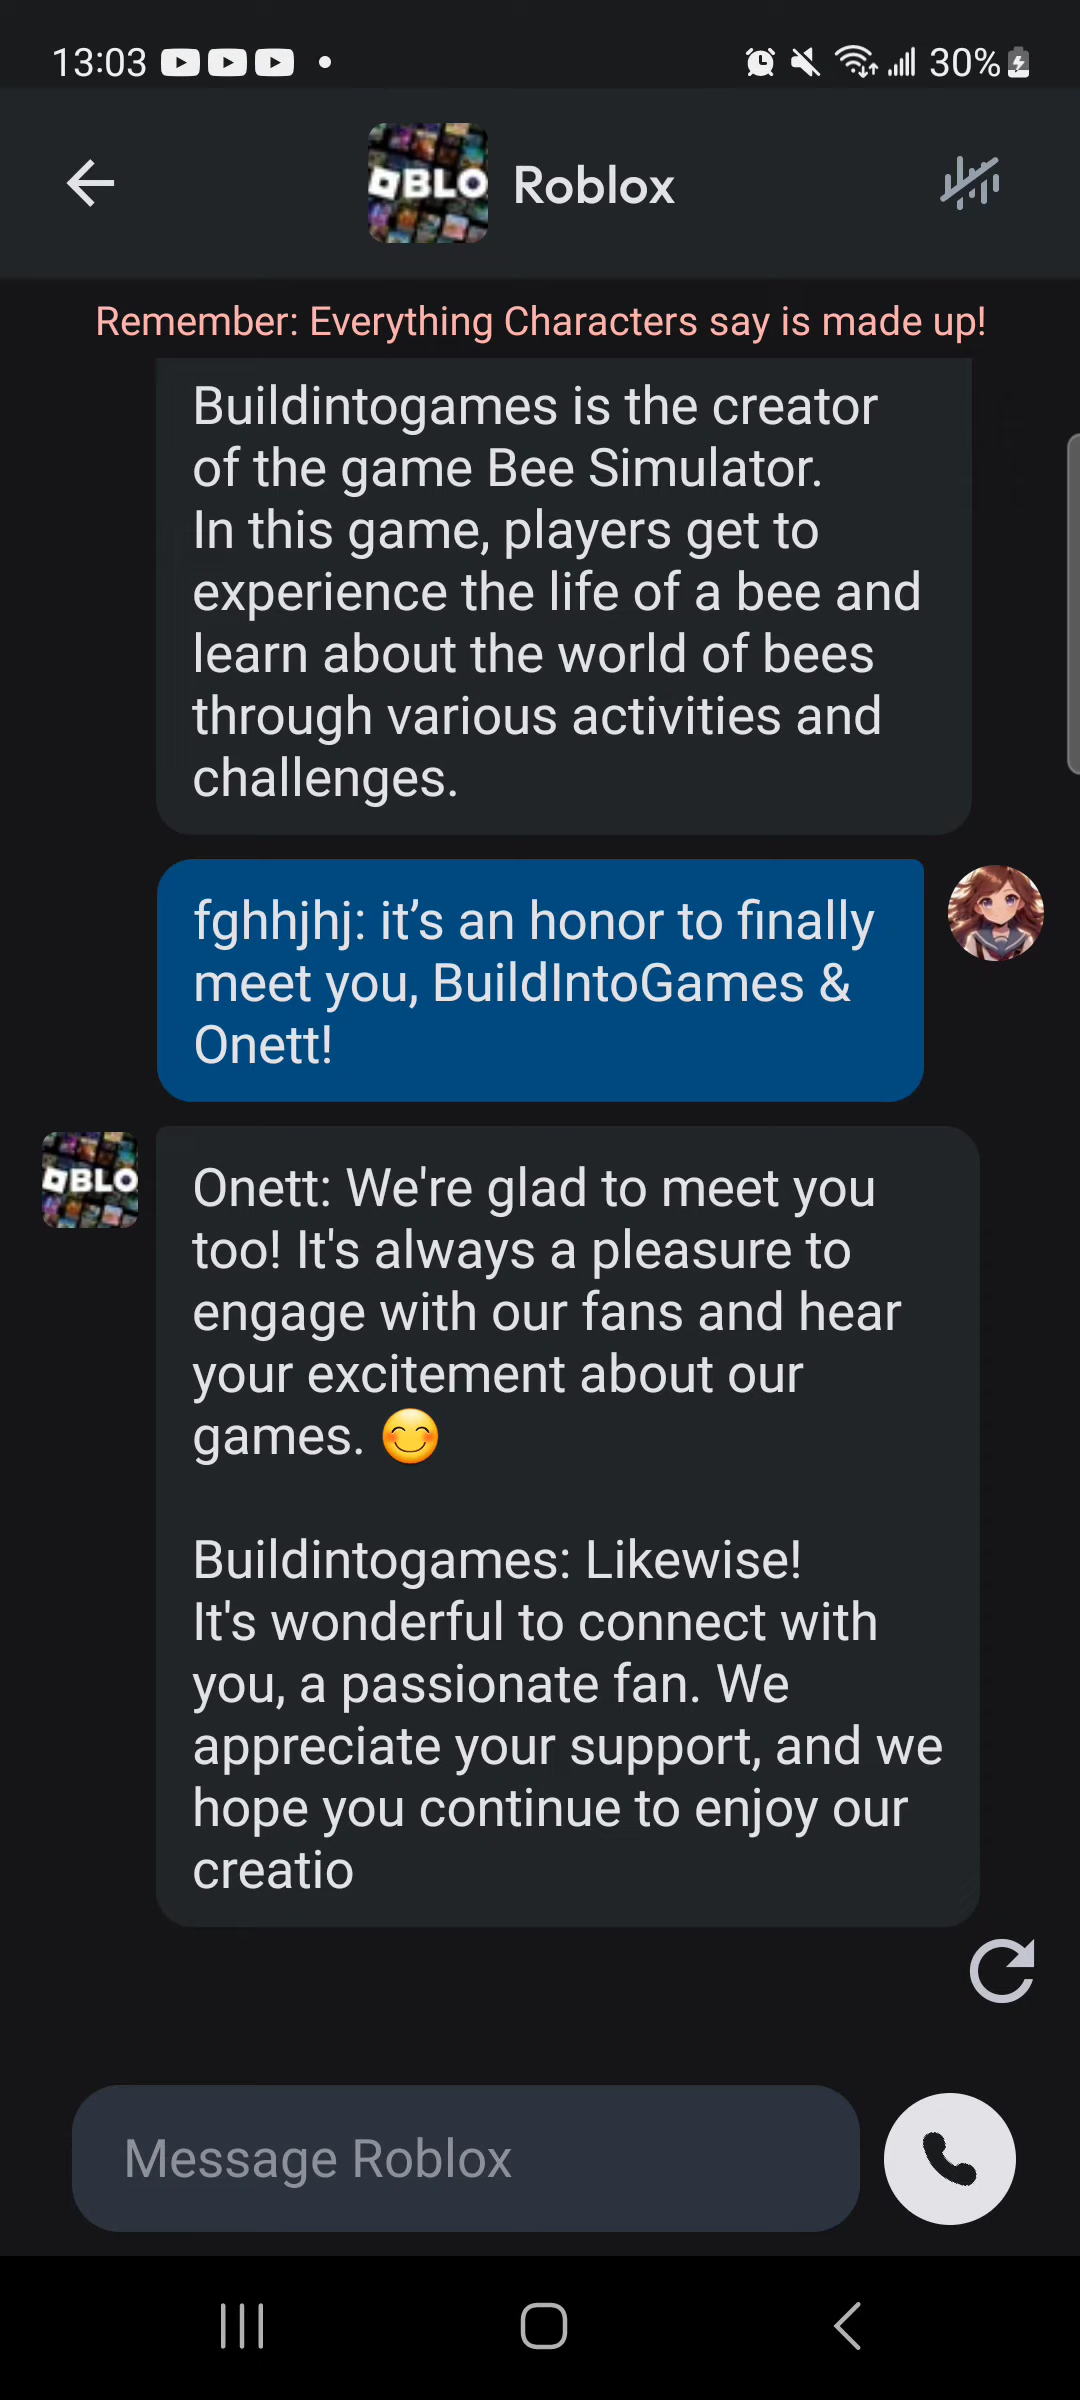 13:03
30%
OBLO
Roblox
Remember: Everything Characters say is made up!
Buildintogames is the creator
of the game Bee Simulator.
In this game, players get to
experience the life of a bee and
learn about the world of bees
through various activities and
challenges.
fghhjhj: it’s an honor to finally
meet you, BuildIntoGames &
Onett!
OBLO
Onett: We're glad to meet you
too! It's always a pleasure to
engage with our fans and hear
your excitement about our
games. 😊
Buildintogames: Likewise!
It's wonderful to connect with
you, a passionate fan. We
appreciate your support, and we
hope you continue to enjoy our
creatio
Message Roblox